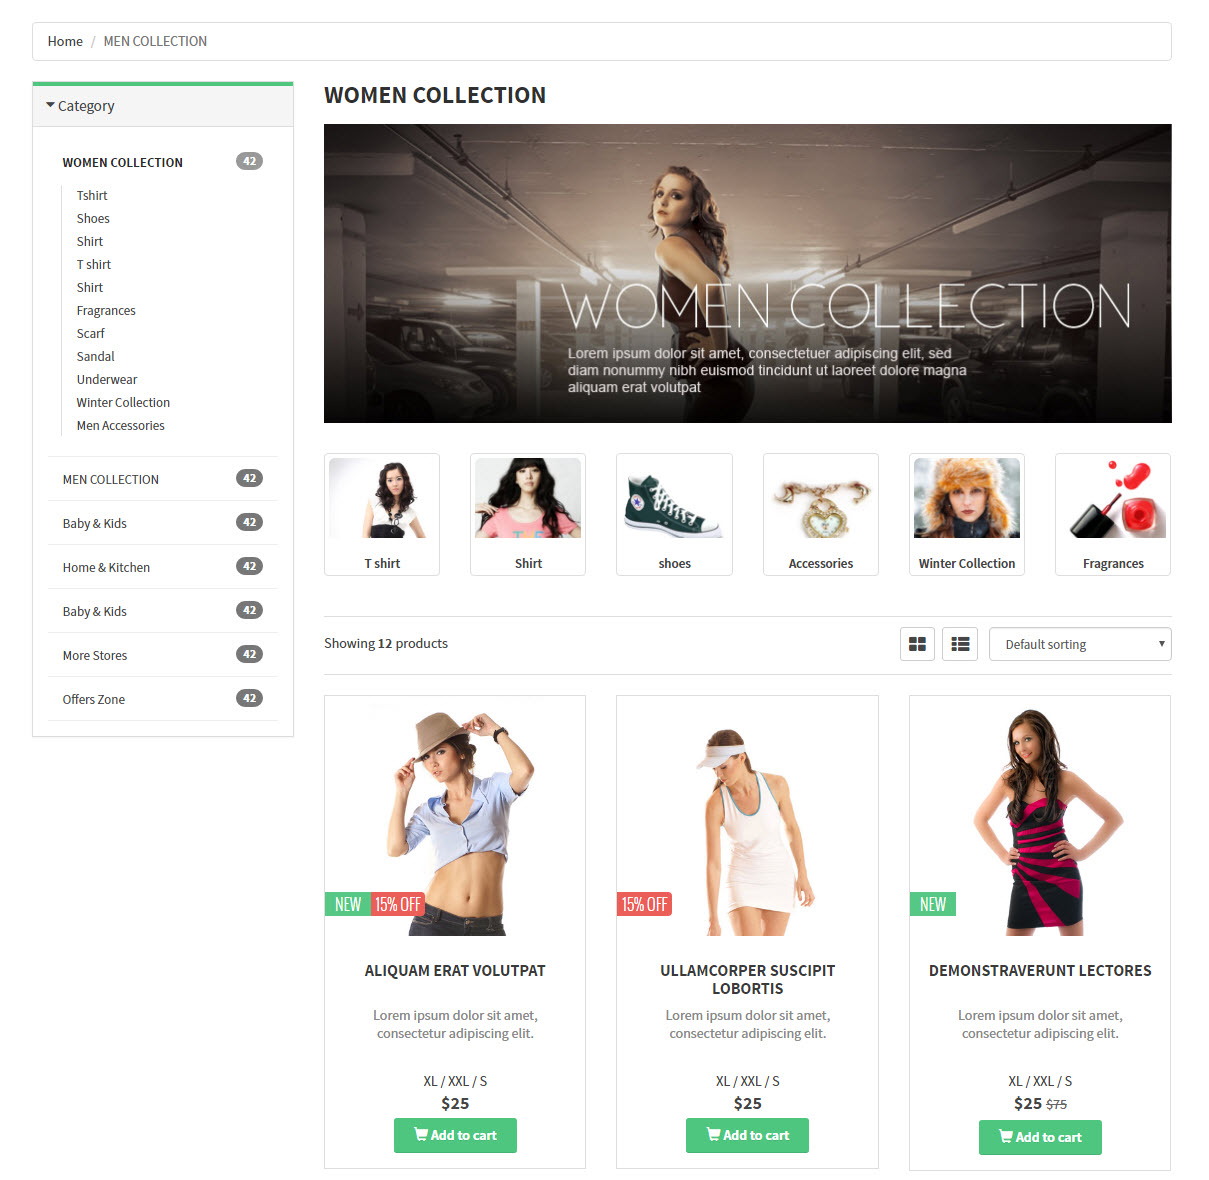 Home / MEN COLLECTION
Category
WOMEN COLLECTION 42
Tshirt
Shoes
Shirt
T shirt
Shirt
Fragrances
Scarf
Sandal
Underwear
Winter Collection
Men Accessories
MEN COLLECTION 42
Baby & Kids 42
Home & Kitchen 42
Baby & Kids 42
More Stores 42
Offers Zone 42
WOMEN COLLECTION
WOMEN COLLECTION
Lorem ipsum dolor sit amet, consectetuer adipiscing elit, sed
diam nonummy nibh euismod tincidunt ut laoreet dolore magna
aliquam erat volutpat
T shirt
Shirt
shoes
Accessories
Winter Collection
Fragrances
Showing 12 products
Default sorting
NEW 15% OFF
ALIQUAM ERAT VOLUTPAT
Lorem ipsum dolor sit amet,
consectetur adipiscing elit.
XL / XXL / S
$25
Add to cart
15% OFF
ULLAMCORPER SUSCIPIT
LOBORTIS
Lorem ipsum dolor sit amet,
consectetur adipiscing elit.
XL / XXL / S
$25
Add to cart
NEW
DEMONSTRAVERUNT LECTORES
Lorem ipsum dolor sit amet,
consectetur adipiscing elit.
XL / XXL / S
$25 $75
Add to cart